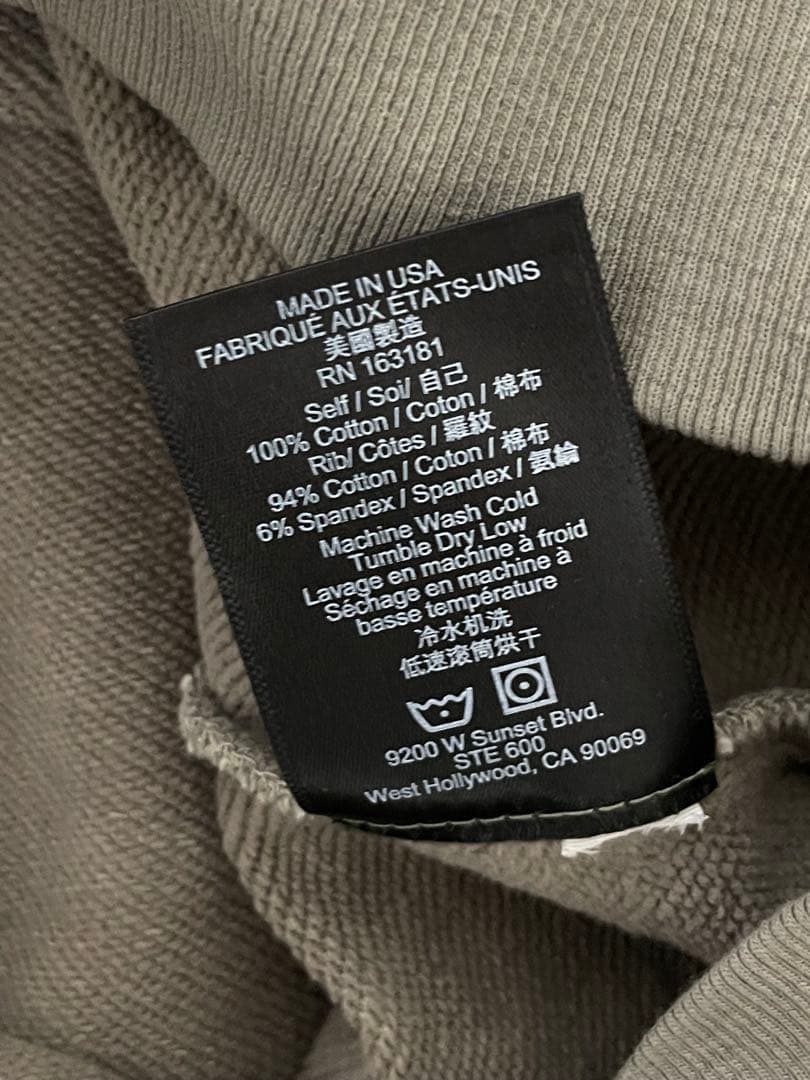 MADE IN USA
FABRIQUÉ AUX ÉTATS-UNIS
美國製造
RN 163181
Self / Soi/ 自己
100% Cotton / Coton / 棉布
Rib/ Côtes / 羅紋
94% Cotton / Coton / 棉布
6% Spandex / Spandex / 氨綸
Machine Wash Cold
Tumble Dry Low
Lavage en machine à froid
Séchage en machine à
basse température
冷水机洗
低速滚筒烘干
9200 W Sunset Blvd.
STE 600
West Hollywood, CA 90069